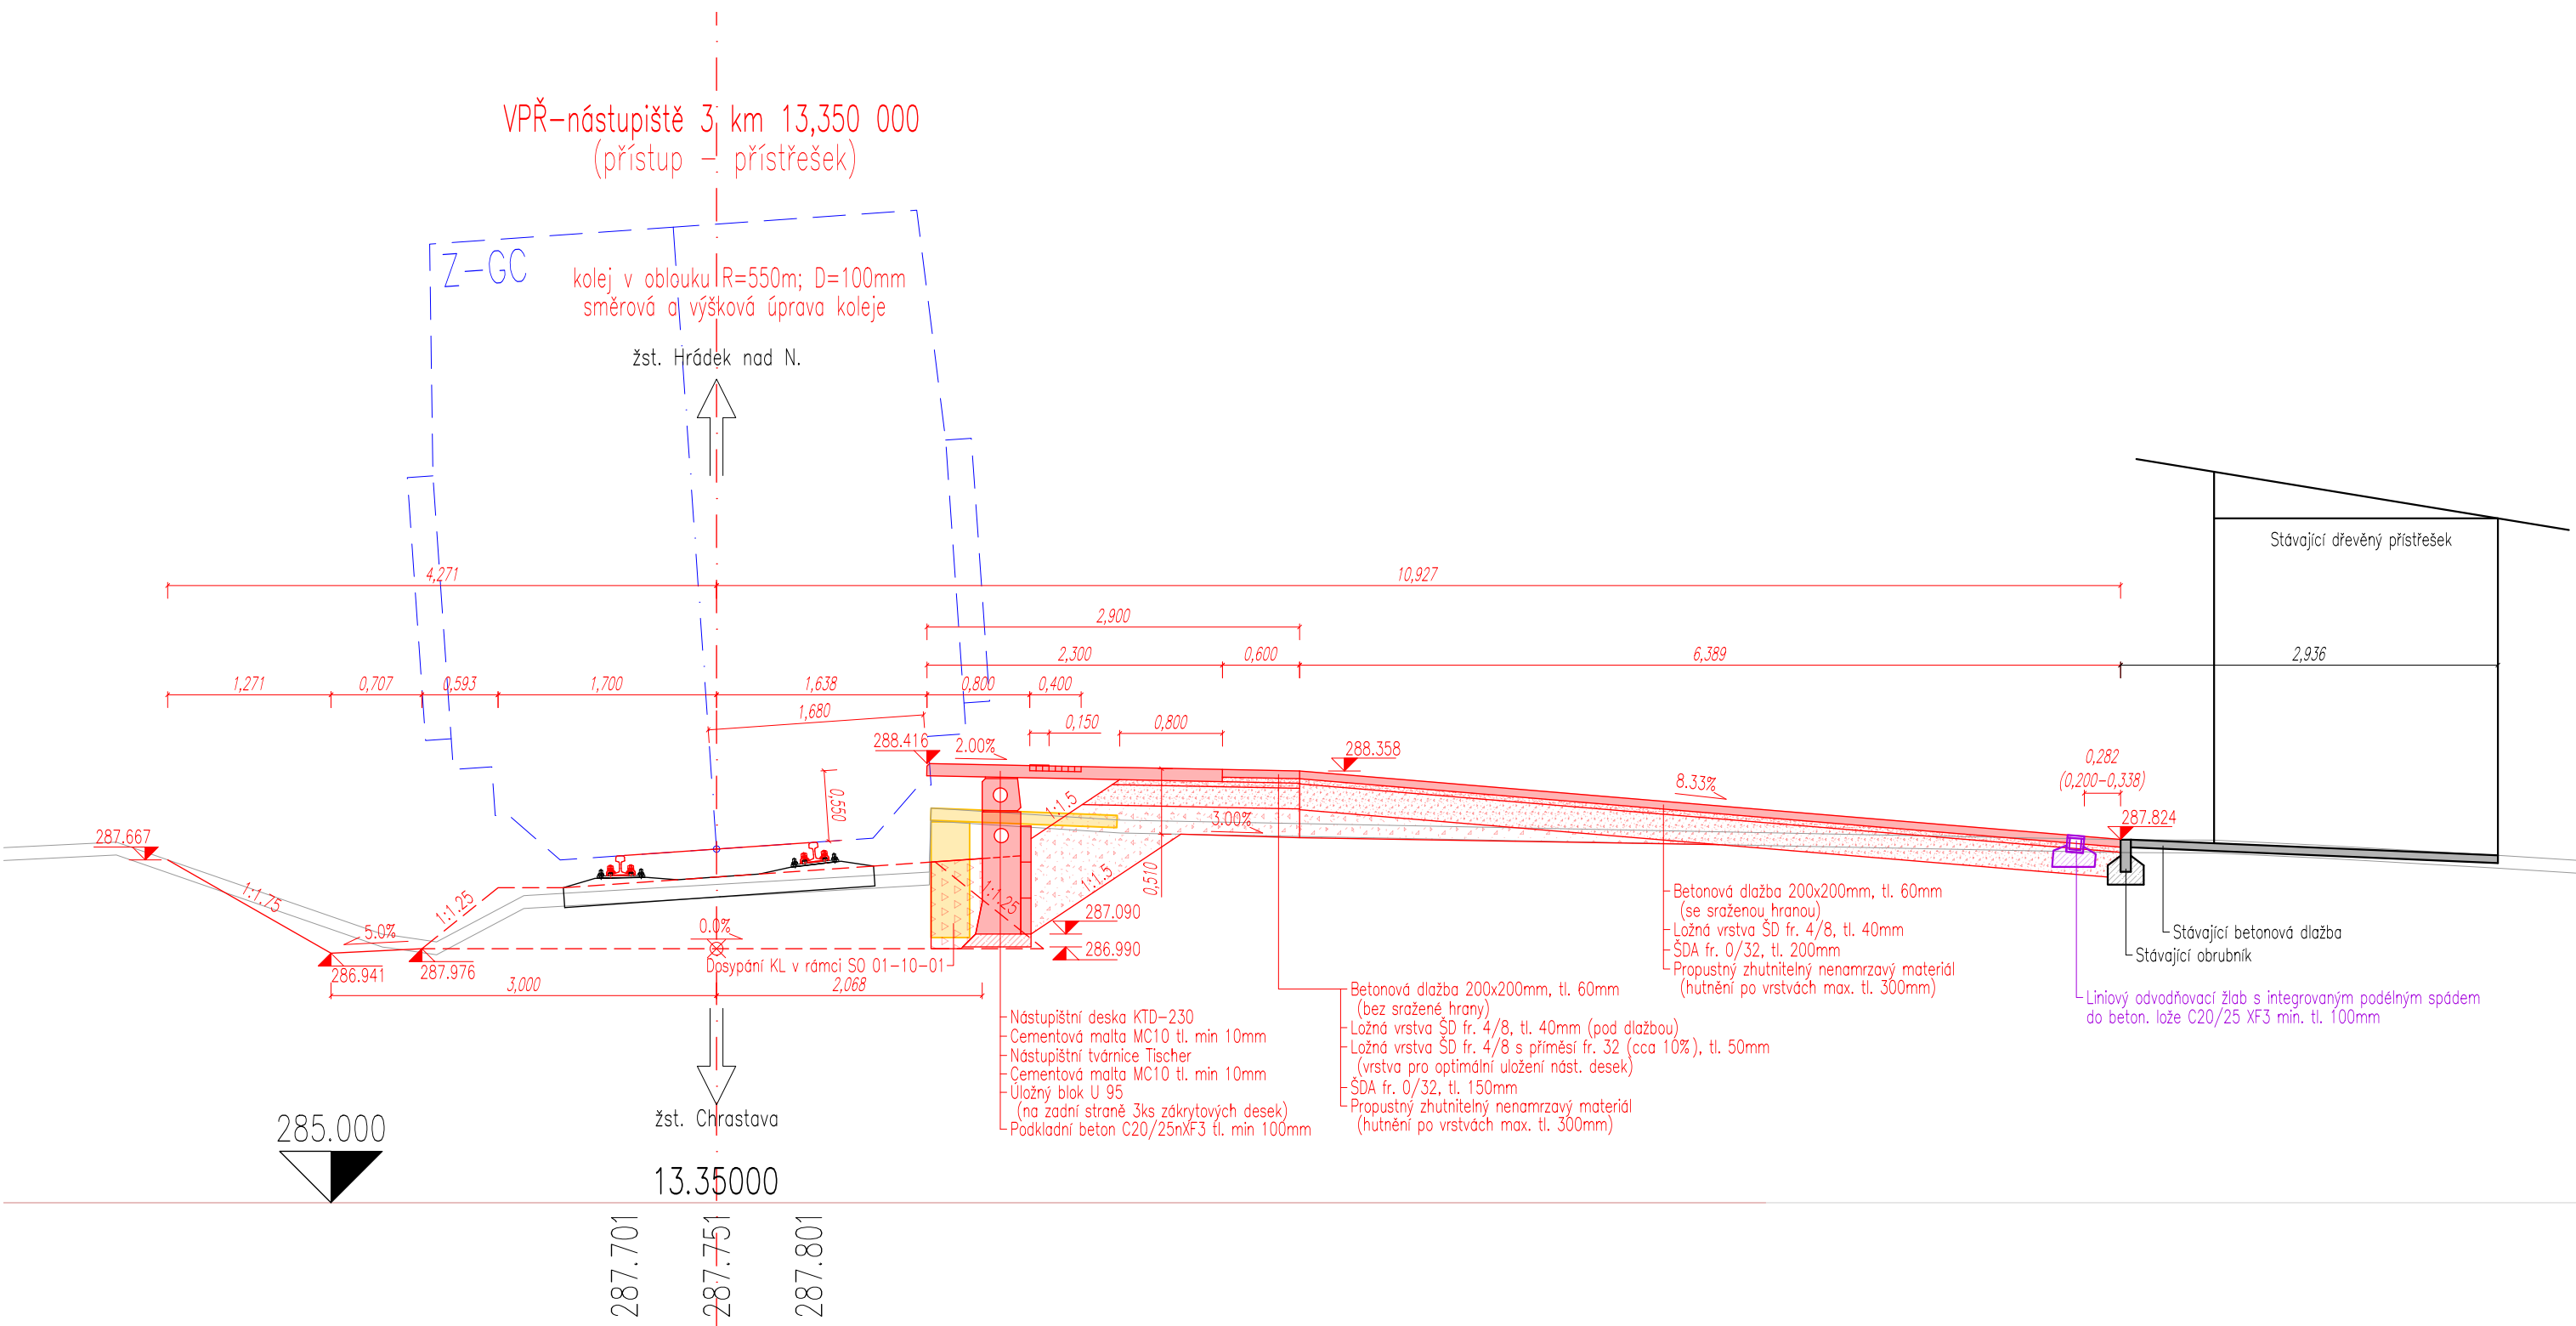 VPŘ-nástupiště 3 km 13,350 000
(přístup - přístřešek)
Z-GC
kolej v oblouku R=550m; D=100mm
směrová a výšková úprava koleje
žst. Hrádek nad N.
Stávající dřevěný přístřešek
4,271
10,927
2,900
2,300
0,600
6,389
2,936
1,271
0,707
0,593
1,700
1,638
0,800
0,400
1,680
0,150
0,800
288.416
2.00%
288.358
0,282
(0,200-0,338)
8.33%
0,550
1:1.5
3.00%
287.824
287.667
1:1.75
1:1.25
5.0%
0.0%
1:1.25
1:1.5
0,510
287.090
286.990
286.941
287.976
Dosypání KL v rámci SO 01-10-01
3,000
2,068
Betonová dlažba 200x200mm, tl. 60mm
(se sraženou hranou)
Ložná vrstva ŠD fr. 4/8, tl. 40mm
ŠDA fr. 0/32, tl. 200mm
Propustný zhutnitelný nenamrzavý materiál
(hutnění po vrstvách max. tl. 300mm)
Stávající betonová dlažba
Stávající obrubník
Liniový odvodňovací žlab s integrovaným podélným spádem
do beton. lože C20/25 XF3 min. tl. 100mm
Betonová dlažba 200x200mm, tl. 60mm
(bez sražené hrany)
Ložná vrstva ŠD fr. 4/8, tl. 40mm (pod dlažbou)
Ložná vrstva ŠD fr. 4/8 s příměsí fr. 32 (cca 10%), tl. 50mm
(vrstva pro optimální uložení nást. desek)
ŠDA fr. 0/32, tl. 150mm
Propustný zhutnitelný nenamrzavý materiál
(hutnění po vrstvách max. tl. 300mm)
Nástupištní deska KTD-230
Cementová malta MC10 tl. min 10mm
Nástupištní tvárnice Tischer
Cementová malta MC10 tl. min 10mm
Úložný blok U 95
(na zadní straně 3ks zákrytových desek)
Podkladní beton C20/25nXF3 tl. min 100mm
žst. Chrastava
285.000
13.35000
287.701
287.751
287.801